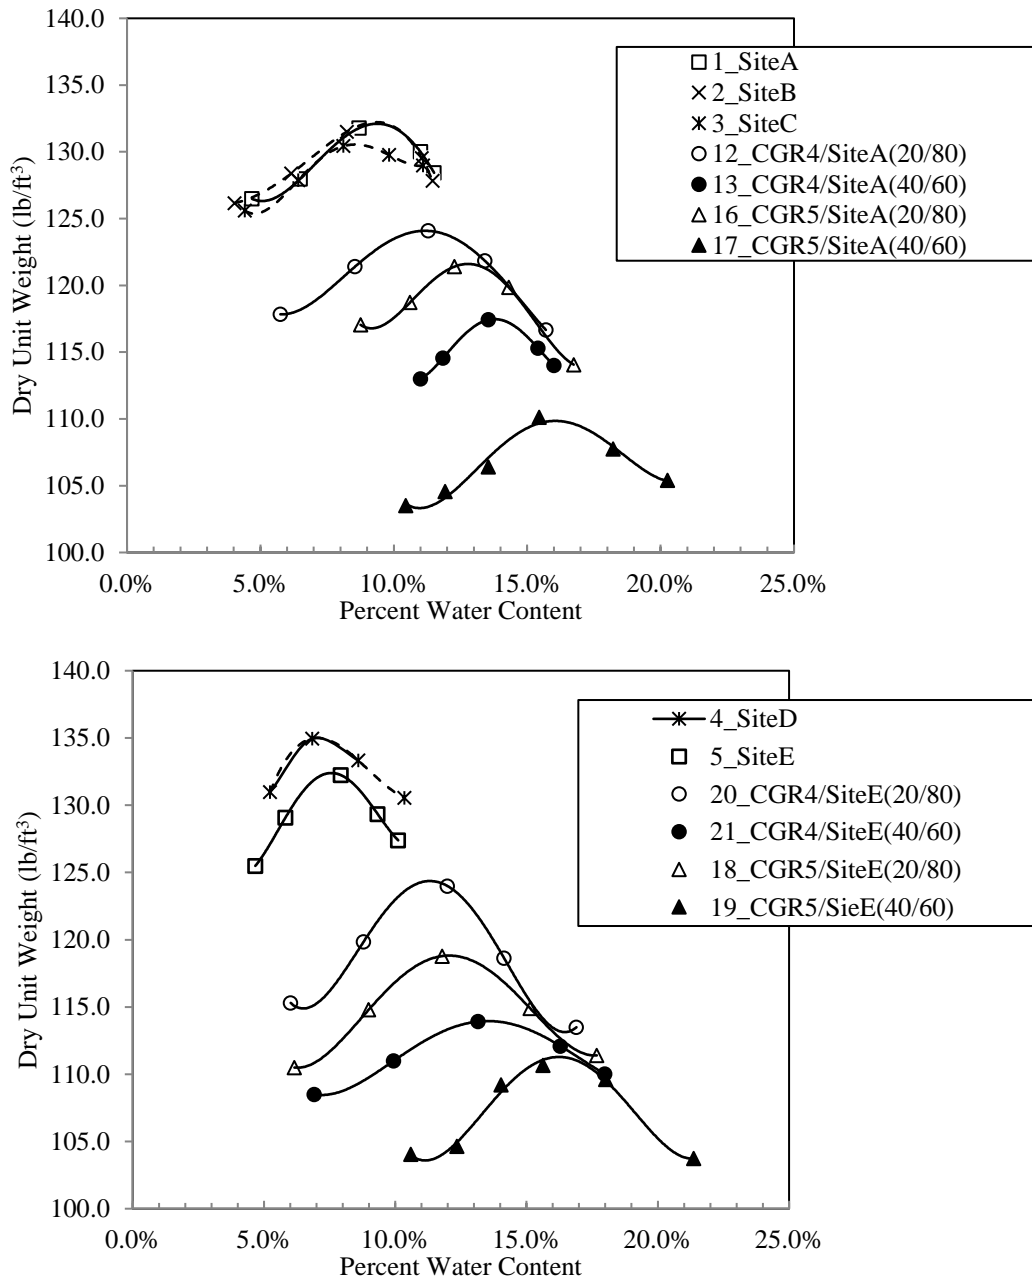 140.0
135.0
130.0
125.0
120.0
115.0
110.0
105.0
100.0
Dry Unit Weight (lb/ft³)
1_SiteA
2_SiteB
3_SiteC
12_CGR4/SiteA(20/80)
13_CGR4/SiteA(40/60)
16_CGR5/SiteA(20/80)
17_CGR5/SiteA(40/60)
0.0% 5.0% 10.0% 15.0% 20.0% 25.0%
Percent Water Content
140.0
135.0
130.0
125.0
120.0
115.0
110.0
105.0
100.0
Dry Unit Weight (lb/ft³)
4_SiteD
5_SiteE
20_CGR4/SiteE(20/80)
21_CGR4/SiteE(40/60)
18_CGR5/SiteE(20/80)
19_CGR5/SieE(40/60)
0.0% 5.0% 10.0% 15.0% 20.0% 25.0%
Percent Water Content